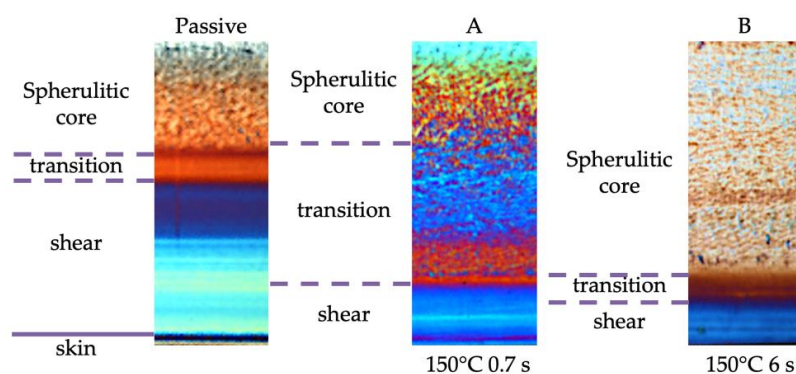 Passive
A
B
Spherulitic
core
transition
shear
skin
Spherulitic
core
transition
shear
150°C 0.7 s
Spherulitic
core
transition
shear
150°C 6 s